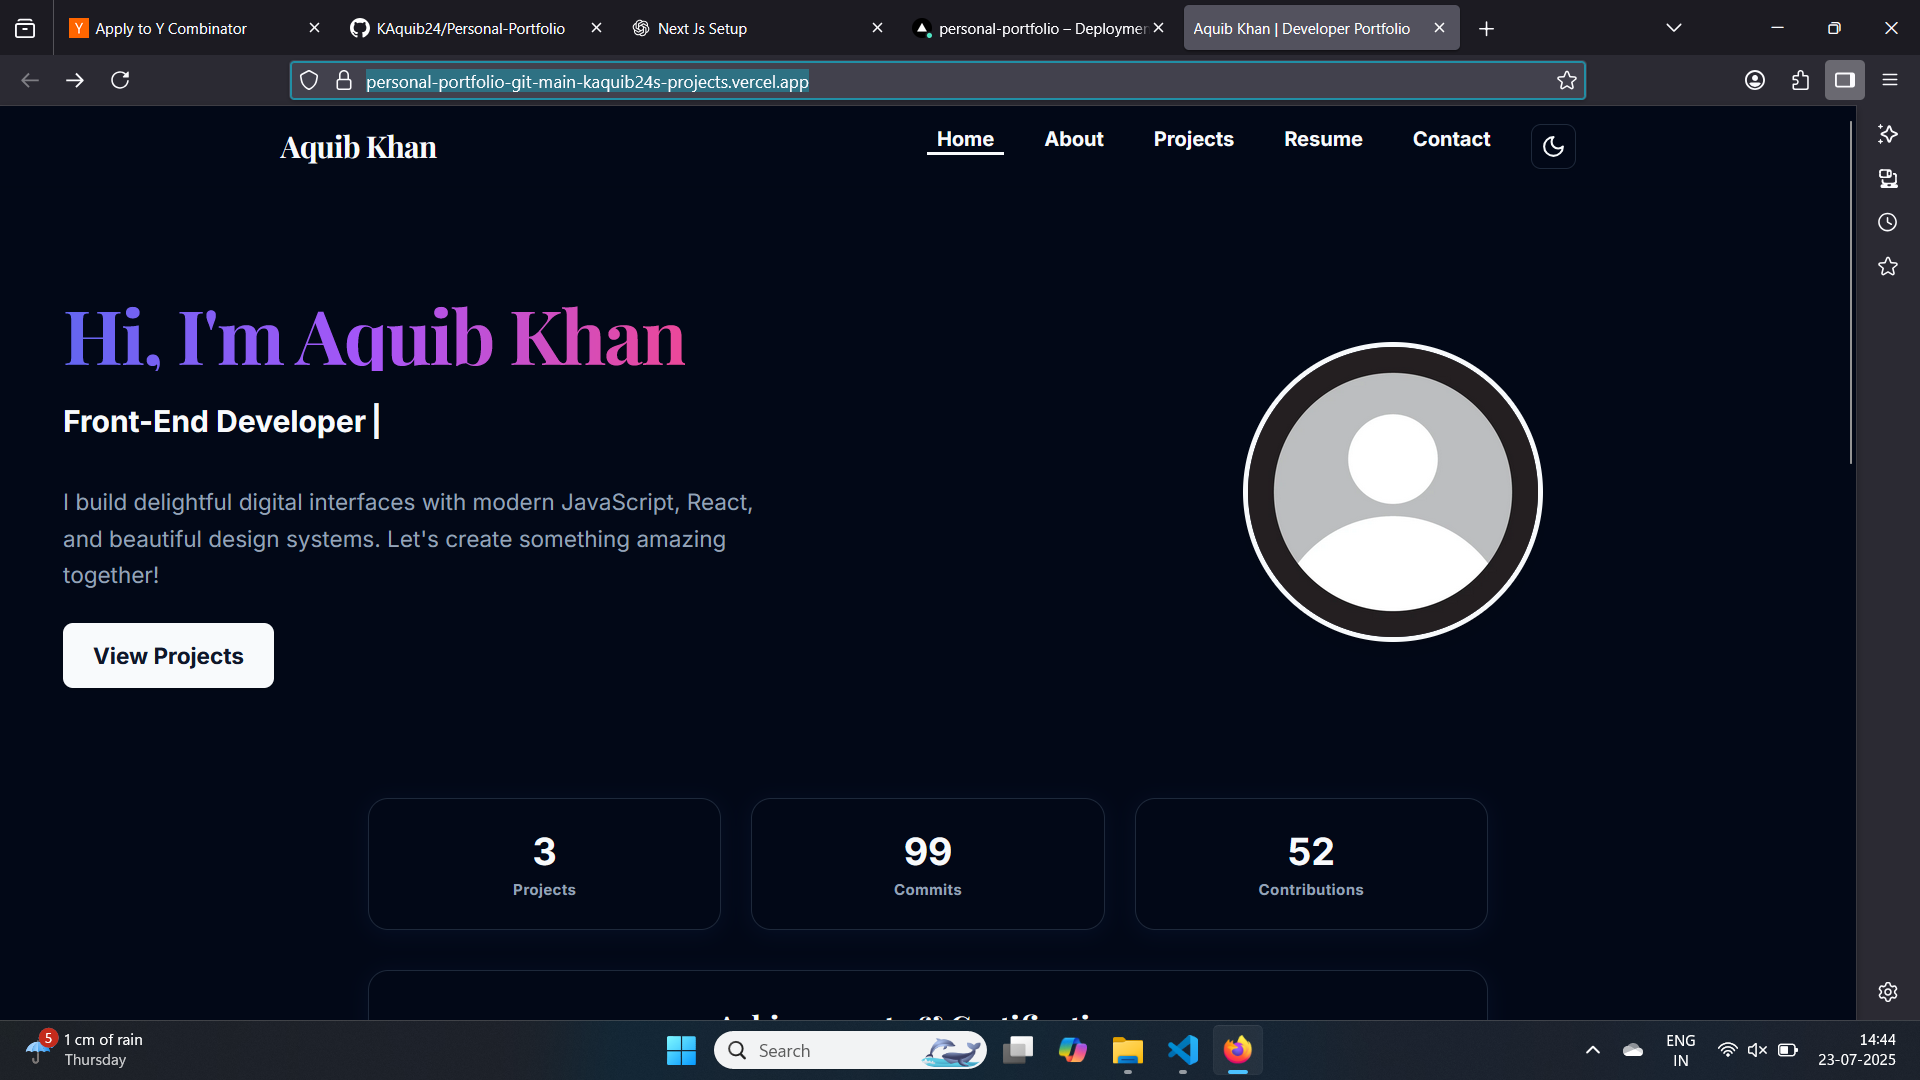 Apply to Y Combinator
KAquib24/Personal-Portfolio
Next Js Setup
personal-portfolio – Deploymen
Aquib Khan | Developer Portfolio
personal-portfolio-git-main-kaquib24s-projects.vercel.app
Aquib Khan
Home
About
Projects
Resume
Contact
Hi, I'm Aquib Khan
Front-End Developer|
I build delightful digital interfaces with modern JavaScript, React,
and beautiful design systems. Let's create something amazing
together!
View Projects
3
Projects
99
Commits
52
Contributions
5
1 cm of rain
Thursday
Search
ENG
IN
14:44
23-07-2025